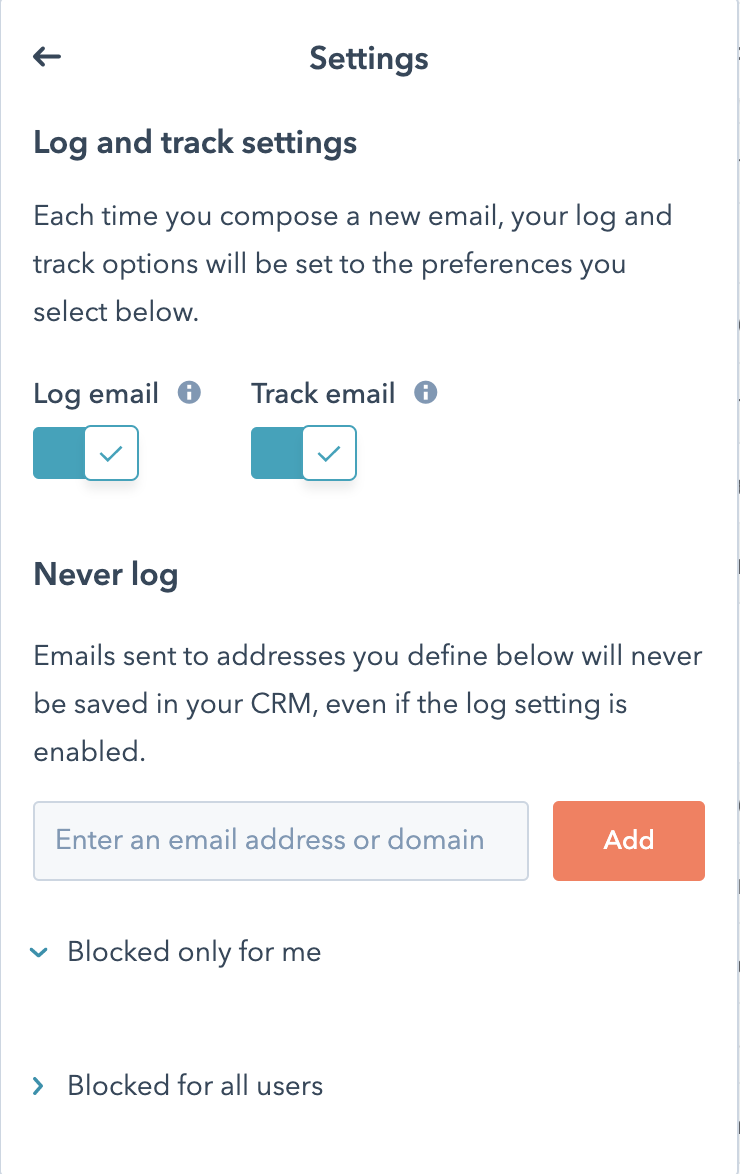 Settings
Log and track settings
Each time you compose a new email, your log and
track options will be set to the preferences you
select below.
Log email
Track email
Never log
Emails sent to addresses you define below will never
be saved in your CRM, even if the log setting is
enabled.
Enter an email address or domain
Add
Blocked only for me
Blocked for all users